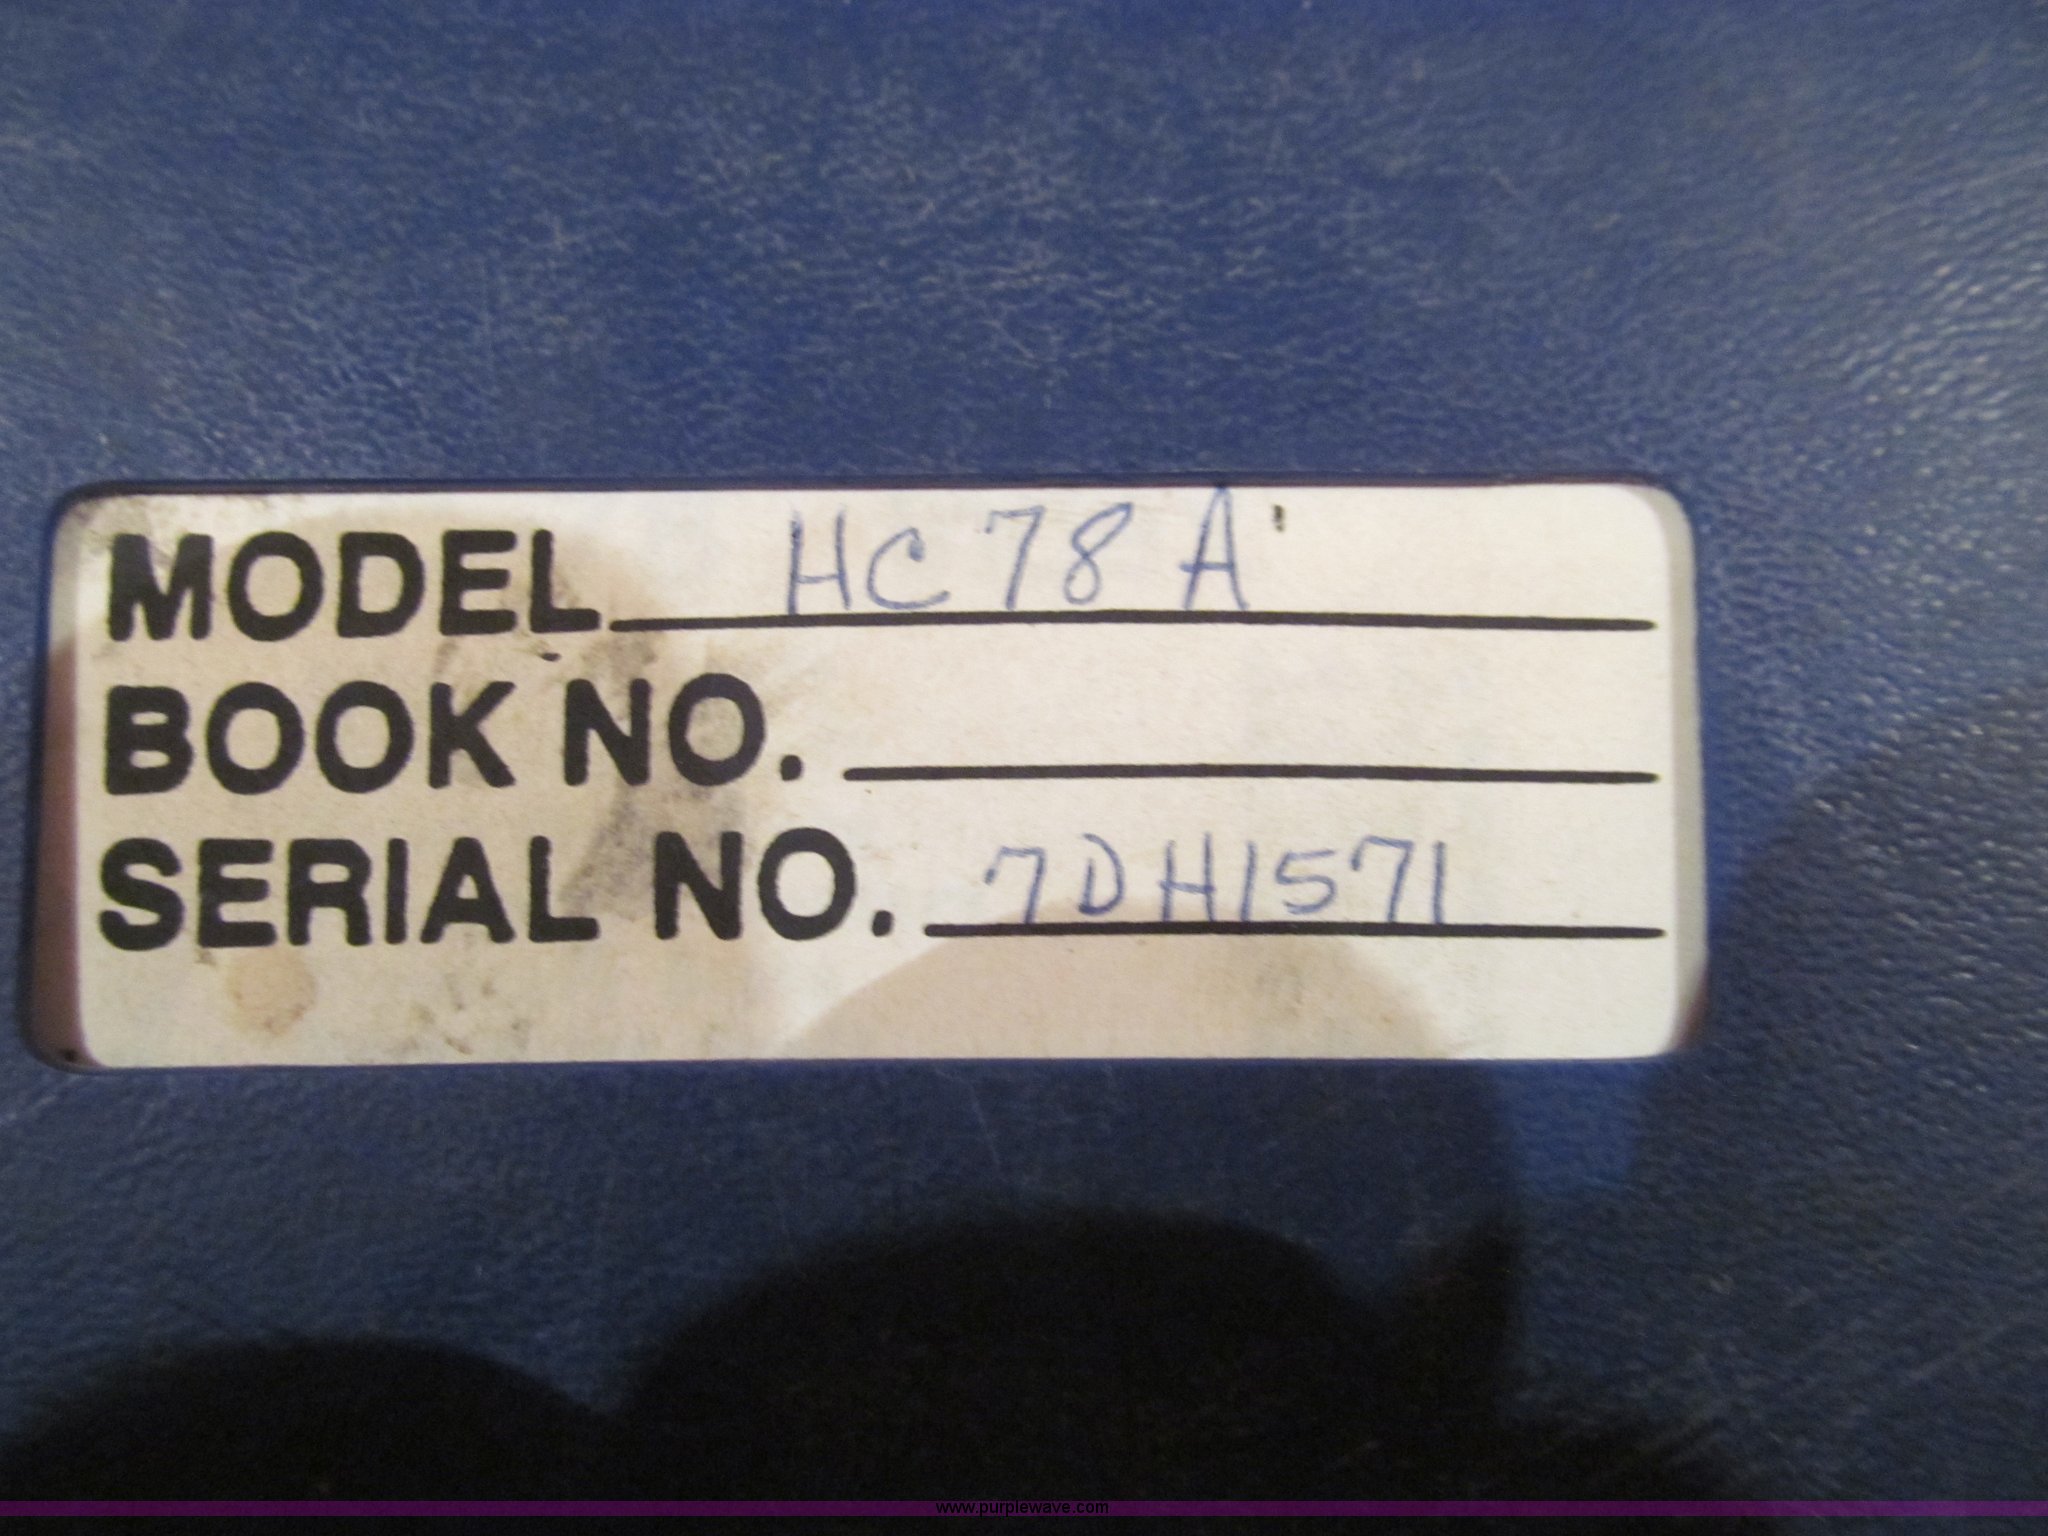 MODEL HC78A
BOOK NO.
SERIAL NO. 7DH1571
www.purplewave.com